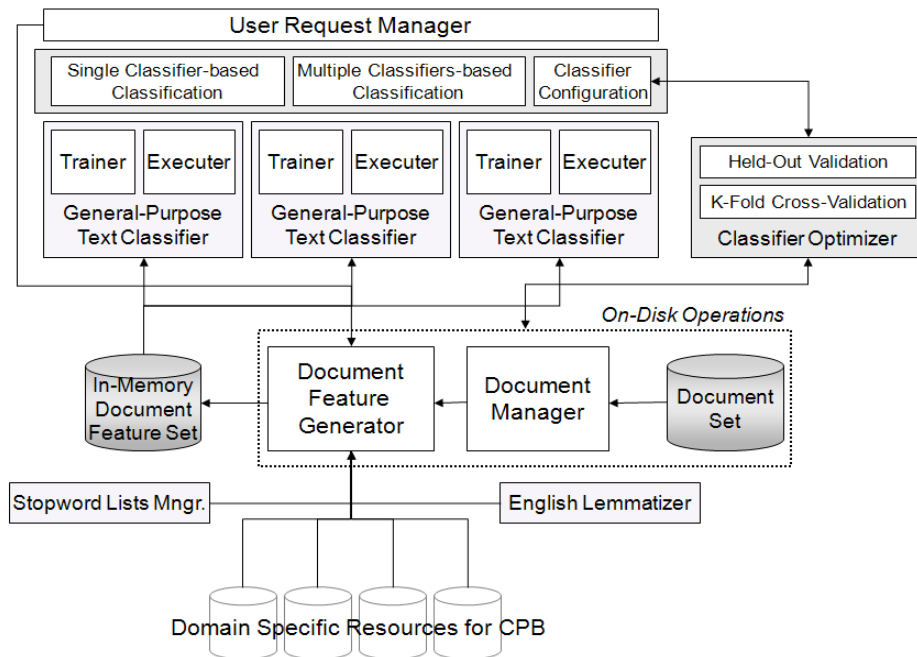 User Request Manager
Single Classifier-based
Classification
Multiple Classifiers-based
Classification
Classifier
Configuration
Trainer
Executer
General-Purpose
Text Classifier
Trainer
Executer
General-Purpose
Text Classifier
Trainer
Executer
General-Purpose
Text Classifier
Held-Out Validation
K-Fold Cross-Validation
Classifier Optimizer
On-Disk Operations
In-Memory
Document
Feature Set
Document
Feature
Generator
Document
Manager
Document
Set
Stopword Lists Mngr.
English Lemmatizer
Domain Specific Resources for CPB